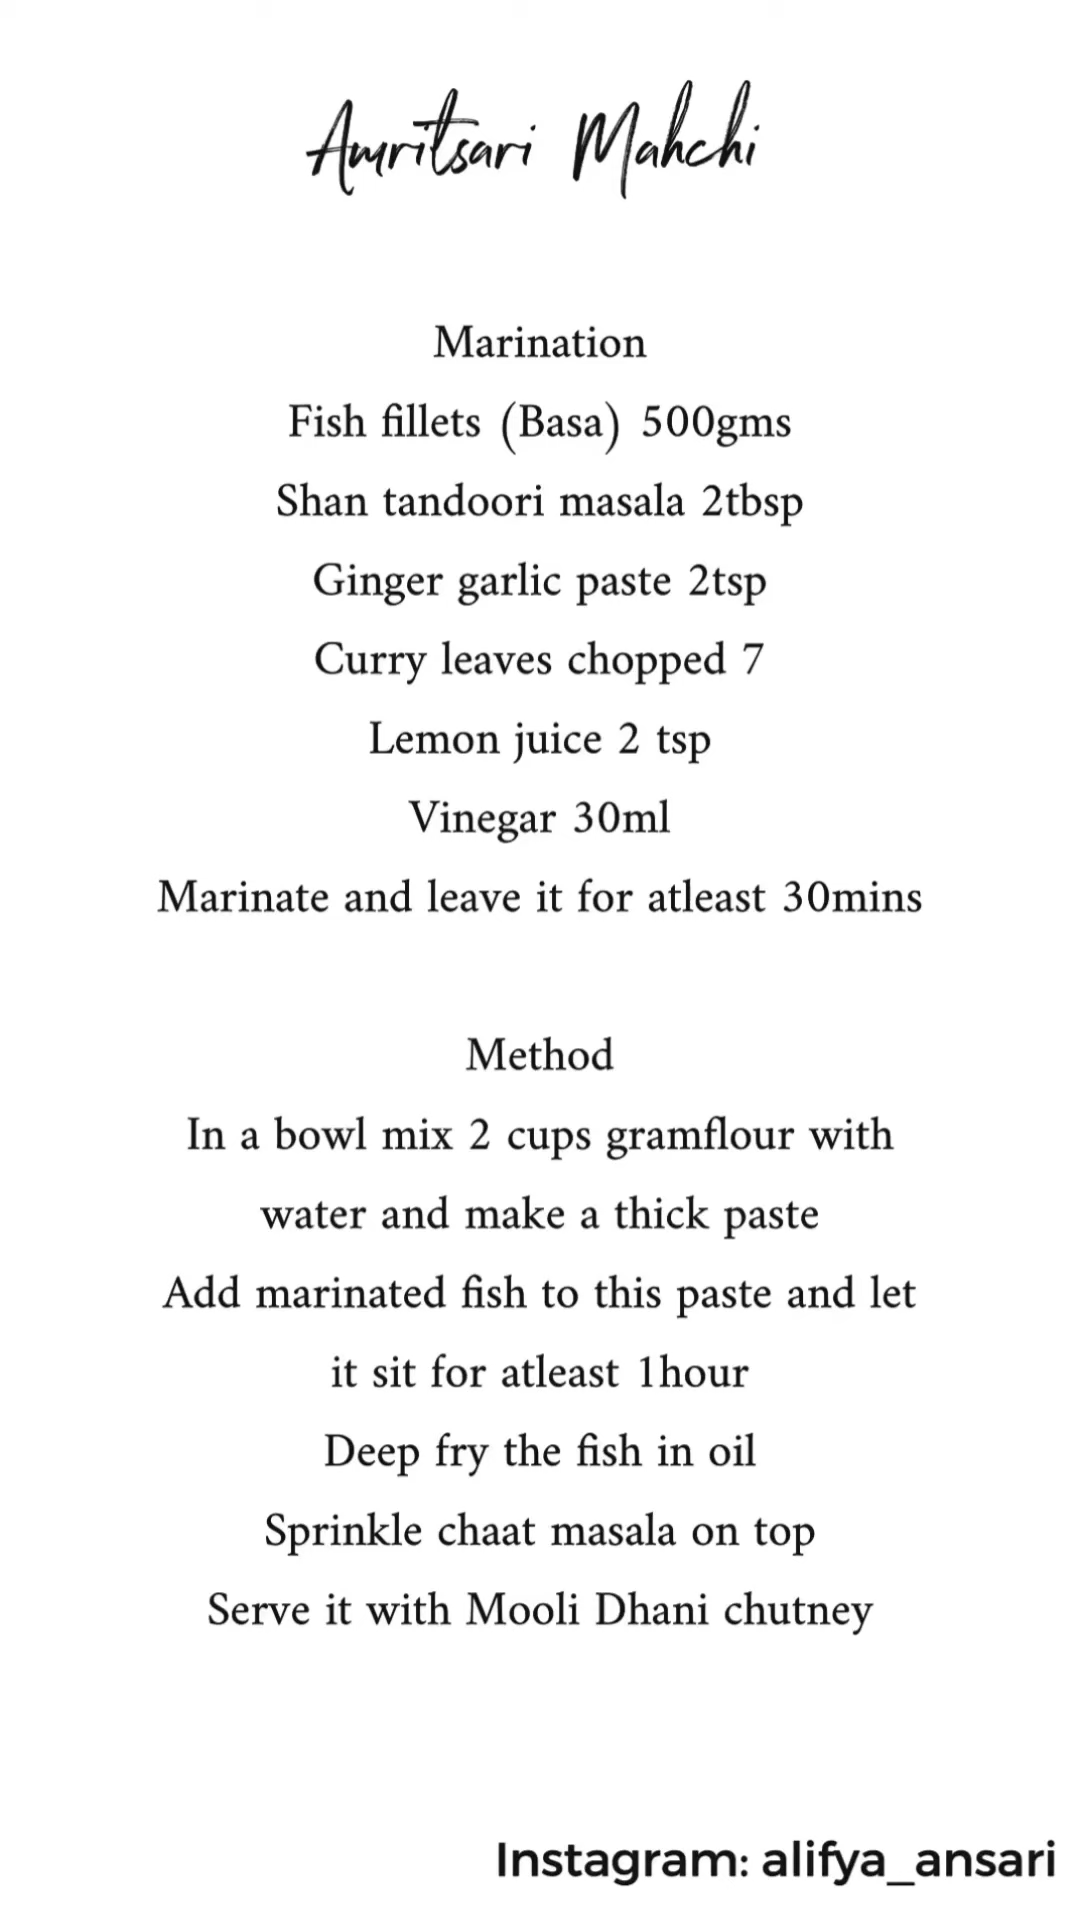 Amritsari Mahchi
Marination
Fish fillets (Basa) 500gms
Shan tandoori masala 2tbsp
Ginger garlic paste 2tsp
Curry leaves chopped 7
Lemon juice 2 tsp
Vinegar 30ml
Marinate and leave it for atleast 30mins
Method
In a bowl mix 2 cups gramflour with
water and make a thick paste
Add marinated fish to this paste and let
it sit for atleast 1hour
Deep fry the fish in oil
Sprinkle chaat masala on top
Serve it with Mooli Dhani chutney
Instagram: alifya_ansari